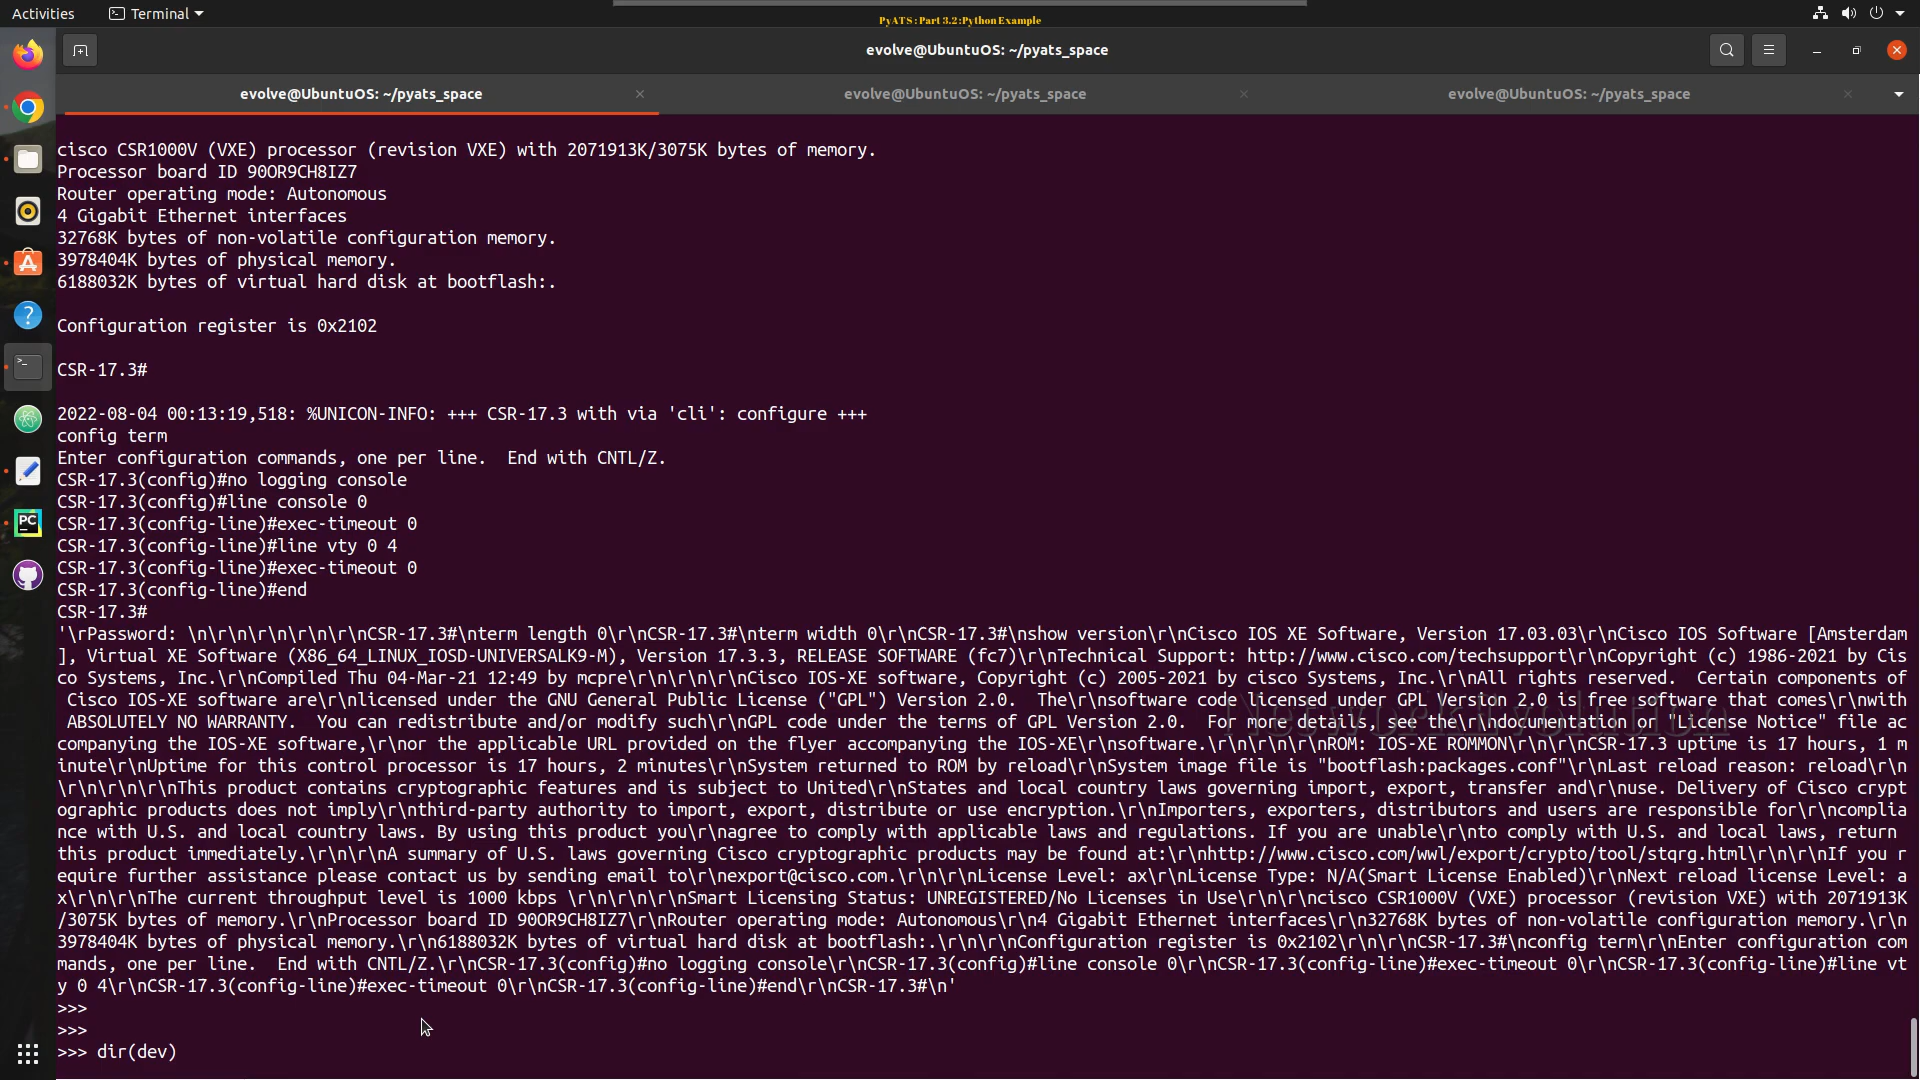 Activities
Terminal
PyATS : Part 3.2 :Python Example
evolve@UbuntuOS: ~/pyats_space
evolve@UbuntuOS: ~/pyats_space
evolve@UbuntuOS: ~/pyats_space
evolve@UbuntuOS: ~/pyats_space
cisco CSR1000V (VXE) processor (revision VXE) with 2071913K/3075K bytes of memory.
Processor board ID 90OR9CH8IZ7
Router operating mode: Autonomous
4 Gigabit Ethernet interfaces
32768K bytes of non-volatile configuration memory.
3978404K bytes of physical memory.
6188032K bytes of virtual hard disk at bootflash:.
Configuration register is 0x2102
CSR-17.3#
2022-08-04 00:13:19,518: %UNICON-INFO: +++ CSR-17.3 with via 'cli': configure +++
config term
Enter configuration commands, one per line.  End with CNTL/Z.
CSR-17.3(config)#no logging console
CSR-17.3(config)#line console 0
CSR-17.3(config-line)#exec-timeout 0
CSR-17.3(config-line)#line vty 0 4
CSR-17.3(config-line)#exec-timeout 0
CSR-17.3(config-line)#end
CSR-17.3#
'\rPassword: \n\r\n\r\n\r\n\r\nCSR-17.3#\nterm length 0\r\nCSR-17.3#\nterm width 0\r\nCSR-17.3#\nshow version\r\nCisco IOS XE Software, Version 17.03.03\r\nCisco IOS Software [Amsterdam
], Virtual XE Software (X86_64_LINUX_IOSD-UNIVERSALK9-M), Version 17.3.3, RELEASE SOFTWARE (fc7)\r\nTechnical Support: http://www.cisco.com/techsupport\r\nCopyright (c) 1986-2021 by Cis
co Systems, Inc.\r\nCompiled Thu 04-Mar-21 12:49 by mcpre\r\n\r\n\r\nCisco IOS-XE software, Copyright (c) 2005-2021 by cisco Systems, Inc.\r\nAll rights reserved.  Certain components of
 Cisco IOS-XE software are\r\nlicensed under the GNU General Public License ("GPL") Version 2.0.  The\r\nsoftware code licensed under GPL Version 2.0 is free software that comes\r\nwith
 ABSOLUTELY NO WARRANTY.  You can redistribute and/or modify such\r\nGPL code under the terms of GPL Version 2.0.  For more details, see the\r\ndocumentation or "License Notice" file ac
companying the IOS-XE software,\r\nor the applicable URL provided on the flyer accompanying the IOS-XE\r\nsoftware.\r\n\r\n\r\nROM: IOS-XE ROMMON\r\n\r\nCSR-17.3 uptime is 17 hours, 1 m
inute\r\nUptime for this control processor is 17 hours, 2 minutes\r\nSystem returned to ROM by reload\r\nSystem image file is "bootflash:packages.conf"\r\nLast reload reason: reload\r\n
\r\n\r\n\r\nThis product contains cryptographic features and is subject to United\r\nStates and local country laws governing import, export, transfer and\r\nuse. Delivery of Cisco crypt
ographic products does not imply\r\nthird-party authority to import, export, distribute or use encryption.\r\nImporters, exporters, distributors and users are responsible for\r\ncomplia
nce with U.S. and local country laws. By using this product you\r\nagree to comply with applicable laws and regulations. If you are unable\r\nto comply with U.S. and local laws, return
this product immediately.\r\n\r\nA summary of U.S. laws governing Cisco cryptographic products may be found at:\r\nhttp://www.cisco.com/wwl/export/crypto/tool/stqrg.html\r\n\r\nIf you r
equire further assistance please contact us by sending email to\r\nexport@cisco.com.\r\n\r\nLicense Level: ax\r\nLicense Type: N/A(Smart License Enabled)\r\nNext reload license Level: a
x\r\n\r\nThe current throughput level is 1000 kbps \r\n\r\n\r\nSmart Licensing Status: UNREGISTERED/No Licenses in Use\r\n\r\ncisco CSR1000V (VXE) processor (revision VXE) with 2071913K
/3075K bytes of memory.\r\nProcessor board ID 90OR9CH8IZ7\r\nRouter operating mode: Autonomous\r\n4 Gigabit Ethernet interfaces\r\n32768K bytes of non-volatile configuration memory.\r\n
3978404K bytes of physical memory.\r\n6188032K bytes of virtual hard disk at bootflash:.\r\n\r\nConfiguration register is 0x2102\r\n\r\nCSR-17.3#\nconfig term\r\nEnter configuration com
mands, one per line.  End with CNTL/Z.\r\nCSR-17.3(config)#no logging console\r\nCSR-17.3(config)#line console 0\r\nCSR-17.3(config-line)#exec-timeout 0\r\nCSR-17.3(config-line)#line vt
y 0 4\r\nCSR-17.3(config-line)#exec-timeout 0\r\nCSR-17.3(config-line)#end\r\nCSR-17.3#\n'
>>>
>>>
>>> dir(dev)
NetworkEvolution
PC